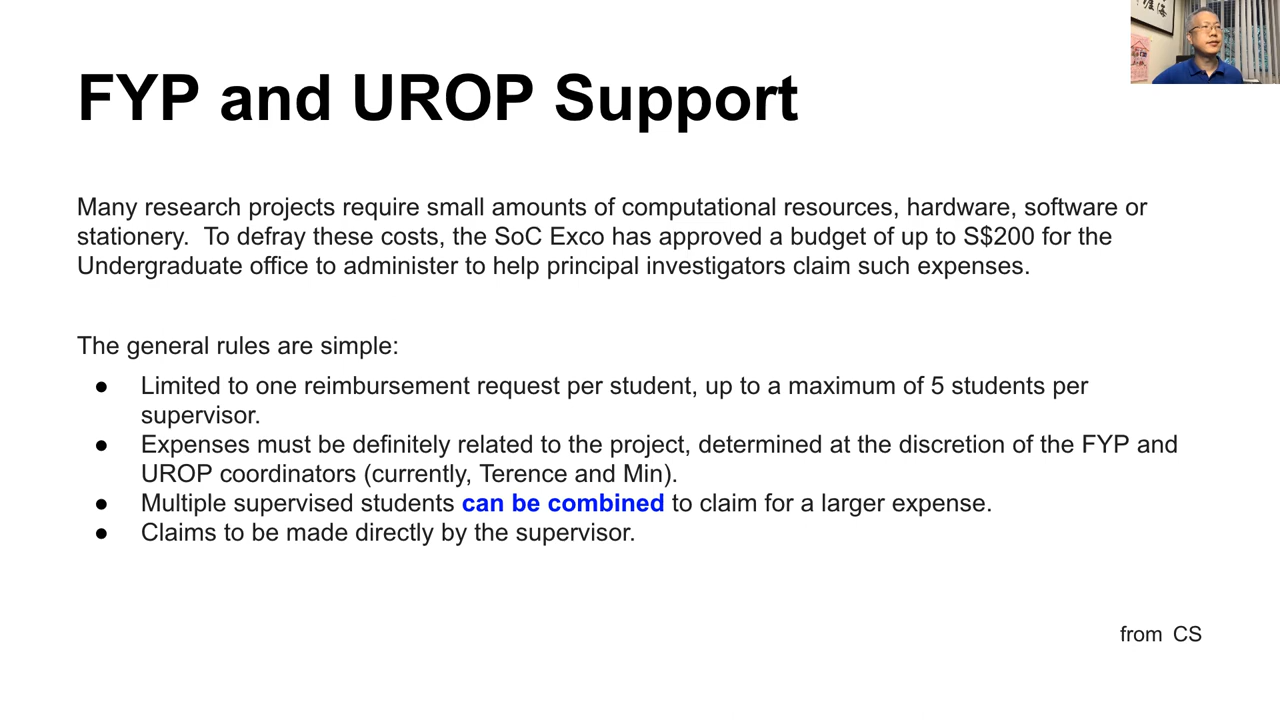 FYP and UROP Support
Many research projects require small amounts of computational resources, hardware, software or
stationery.  To defray these costs, the SoC Exco has approved a budget of up to S$200 for the
Undergraduate office to administer to help principal investigators claim such expenses.
The general rules are simple:
● Limited to one reimbursement request per student, up to a maximum of 5 students per
supervisor.
● Expenses must be definitely related to the project, determined at the discretion of the FYP and
UROP coordinators (currently, Terence and Min).
● Multiple supervised students can be combined to claim for a larger expense.
● Claims to be made directly by the supervisor.
from CS